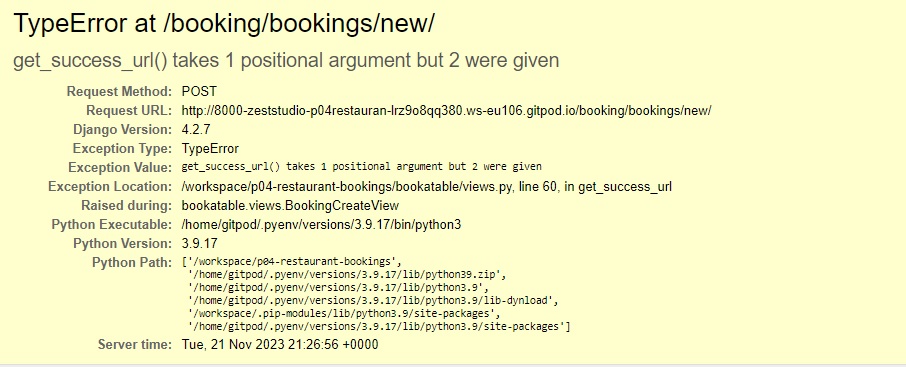 TypeError at /booking/bookings/new/
get_success_url() takes 1 positional argument but 2 were given
Request Method: POST
Request URL: http://8000-zeststudio-p04restauran-lrz9o8qq380.ws-eu106.gitpod.io/booking/bookings/new/
Django Version: 4.2.7
Exception Type: TypeError
Exception Value: get_success_url() takes 1 positional argument but 2 were given
Exception Location: /workspace/p04-restaurant-bookings/bookatable/views.py, line 60, in get_success_url
Raised during: bookatable.views.BookingCreateView
Python Executable: /home/gitpod/.pyenv/versions/3.9.17/bin/python3
Python Version: 3.9.17
Python Path: ['/workspace/p04-restaurant-bookings',
'/home/gitpod/.pyenv/versions/3.9.17/lib/python39.zip',
'/home/gitpod/.pyenv/versions/3.9.17/lib/python3.9',
'/home/gitpod/.pyenv/versions/3.9.17/lib/python3.9/lib-dynload',
'/workspace/.pip-modules/lib/python3.9/site-packages',
'/home/gitpod/.pyenv/versions/3.9.17/lib/python3.9/site-packages']
Server time: Tue, 21 Nov 2023 21:26:56 +0000